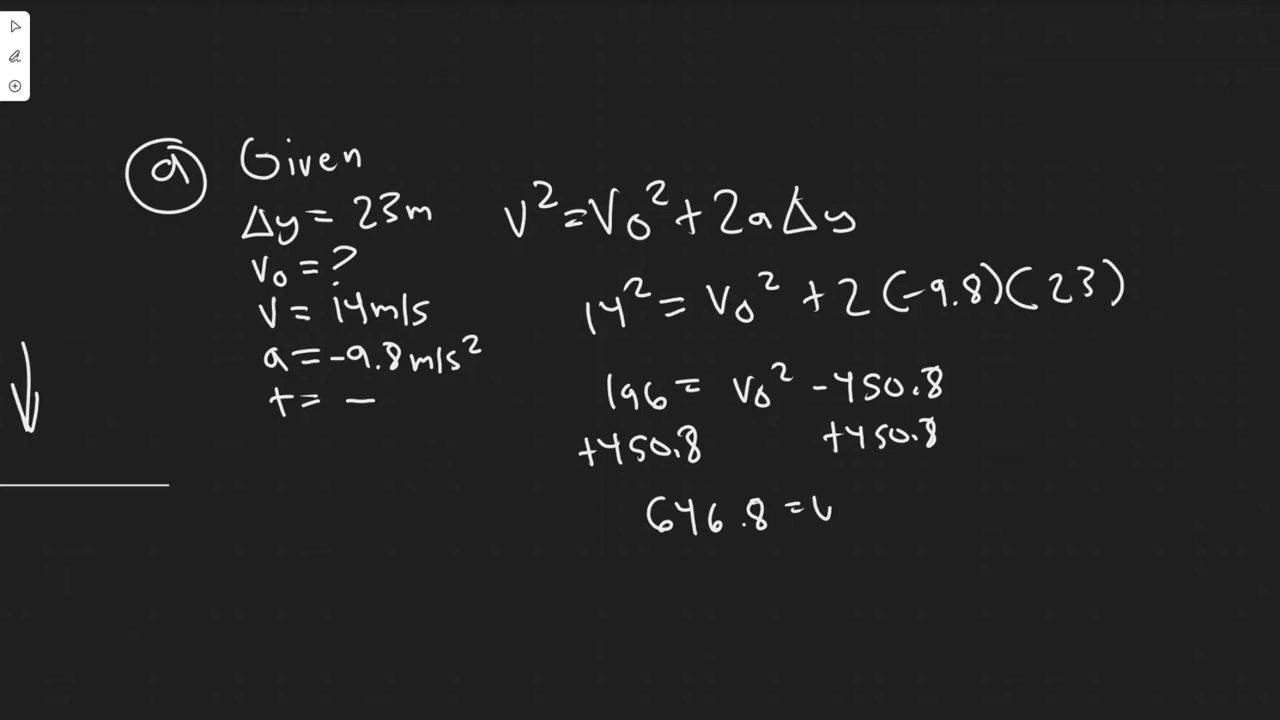 a Given
Δy = 23m
v₀ = ?
v = 14m/s
a = -9.8m/s²
t = —
v² = v₀² + 2aΔy
14² = v₀² + 2(-9.8)(23)
196 = v₀² -450.8
+450.8 +450.8
646.8 = v